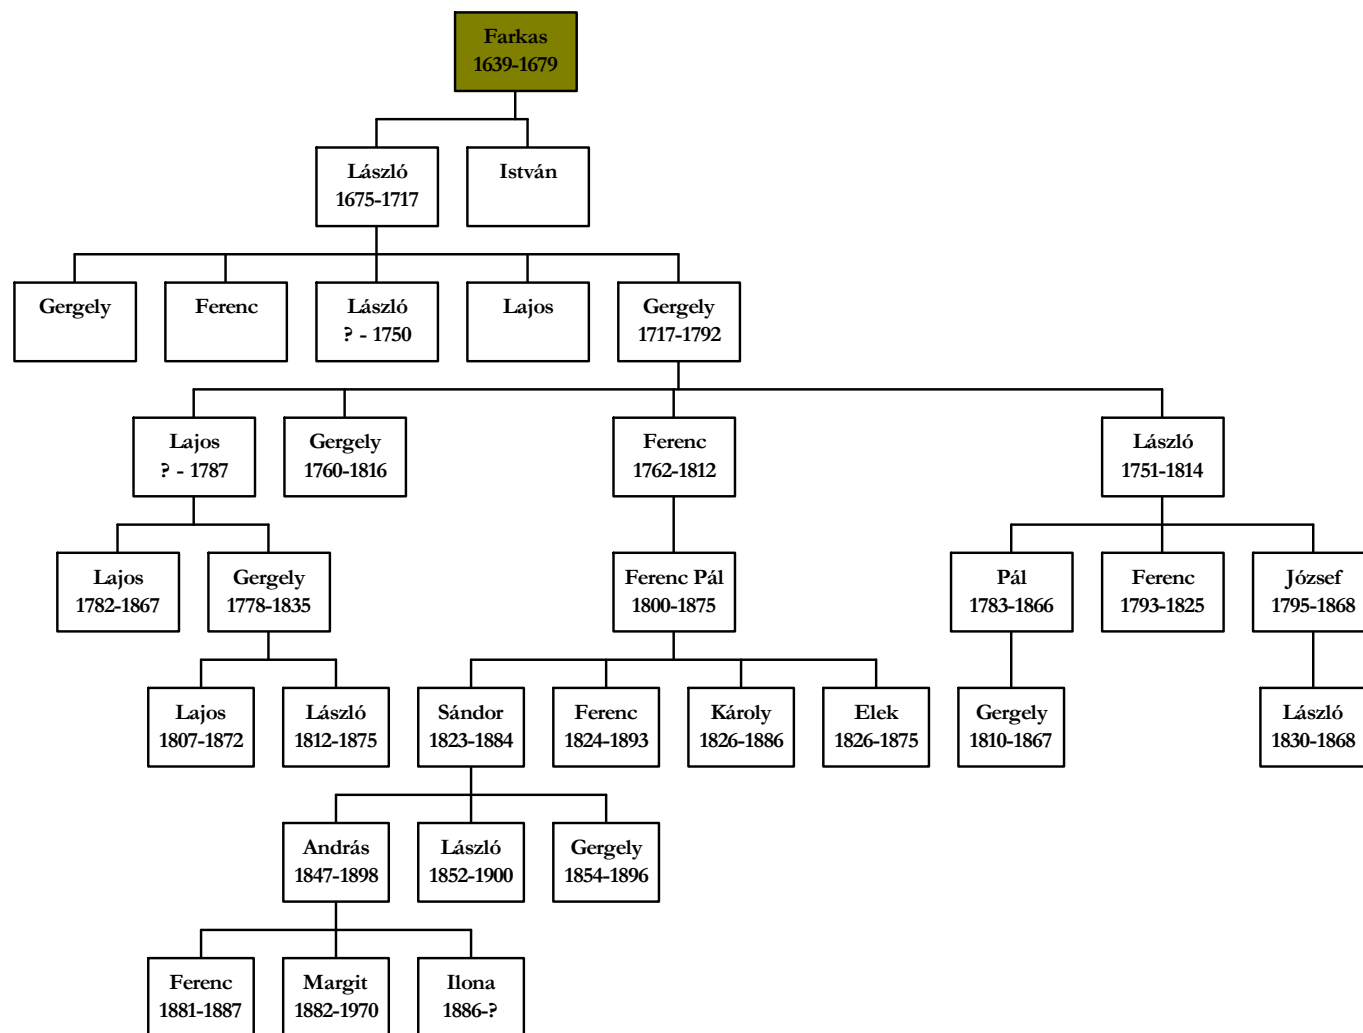 Farkas
1639-1679
László
1675-1717
István
Gergely
Ferenc
László
? - 1750
Lajos
Gergely
1717-1792
Lajos
? - 1787
Gergely
1760-1816
Ferenc
1762-1812
László
1751-1814
Lajos
1782-1867
Gergely
1778-1835
Ferenc Pál
1800-1875
Pál
1783-1866
Ferenc
1793-1825
József
1795-1868
Lajos
1807-1872
László
1812-1875
Sándor
1823-1884
Ferenc
1824-1893
Károly
1826-1886
Elek
1826-1875
Gergely
1810-1867
László
1830-1868
András
1847-1898
László
1852-1900
Gergely
1854-1896
Ferenc
1881-1887
Margit
1882-1970
Ilona
1886-?